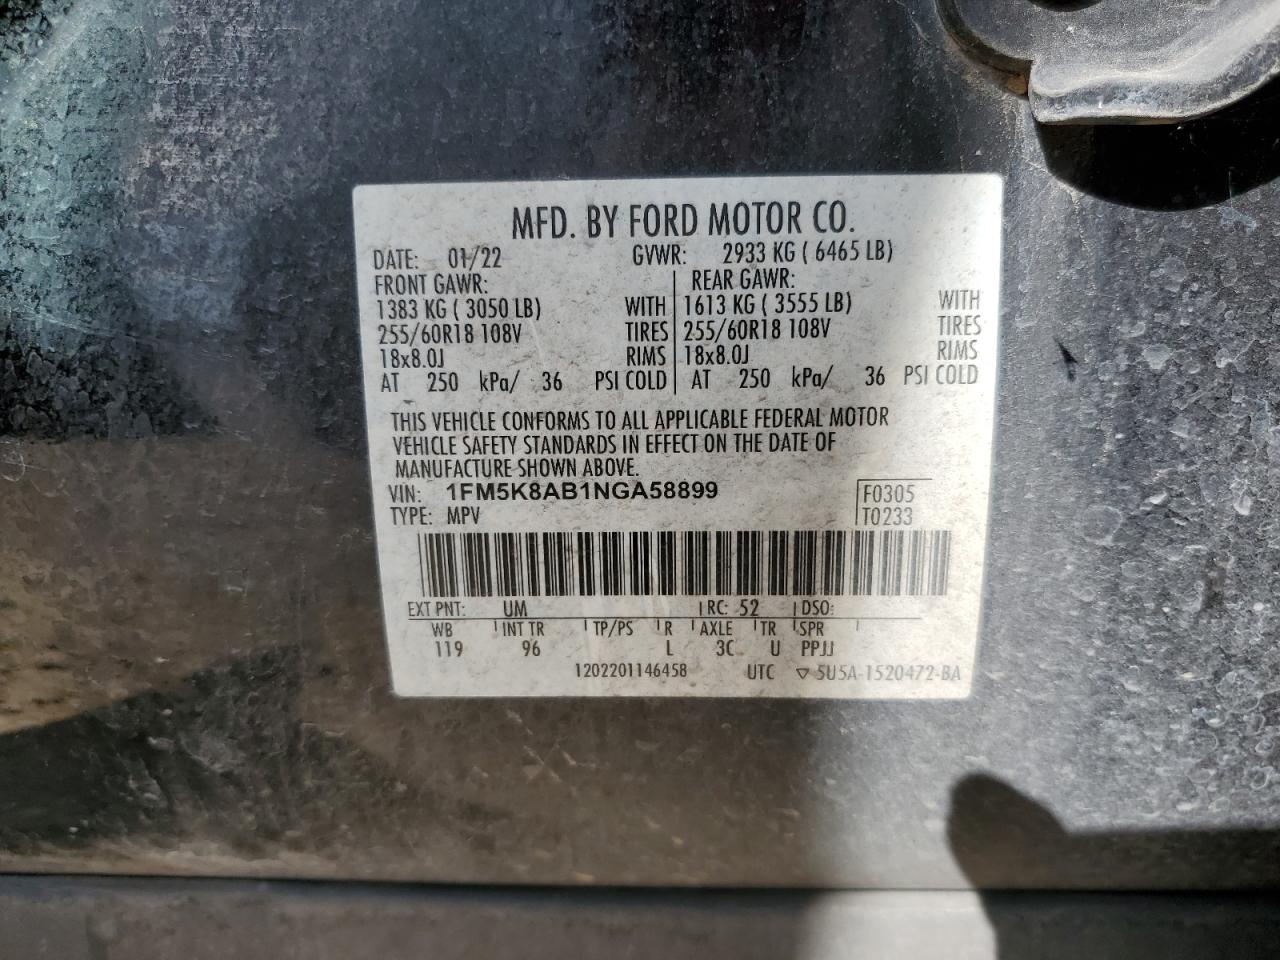 MFD. BY FORD MOTOR CO.
DATE: 01/22 GVWR: 2933 KG ( 6465 LB)
FRONT GAWR: REAR GAWR:
1383 KG ( 3050 LB) WITH 1613 KG ( 3555 LB) WITH
255/60R18 108V TIRES 255/60R18 108V TIRES
18x8.0J RIMS 18x8.0J RIMS
AT 250 kPa/ 36 PSI COLD AT 250 kPa/ 36 PSI COLD
THIS VEHICLE CONFORMS TO ALL APPLICABLE FEDERAL MOTOR
VEHICLE SAFETY STANDARDS IN EFFECT ON THE DATE OF
MANUFACTURE SHOWN ABOVE.
VIN: 1FM5K8AB1NGA58899 F0305
TYPE: MPV T0233
EXT PNT: UM RC: 52 DSO:
WB INT TR TP/PS R AXLE TR SPR
119 96 L 3C U PPJJ
1202201146458 UTC ▽ 5U5A-1520472-BA